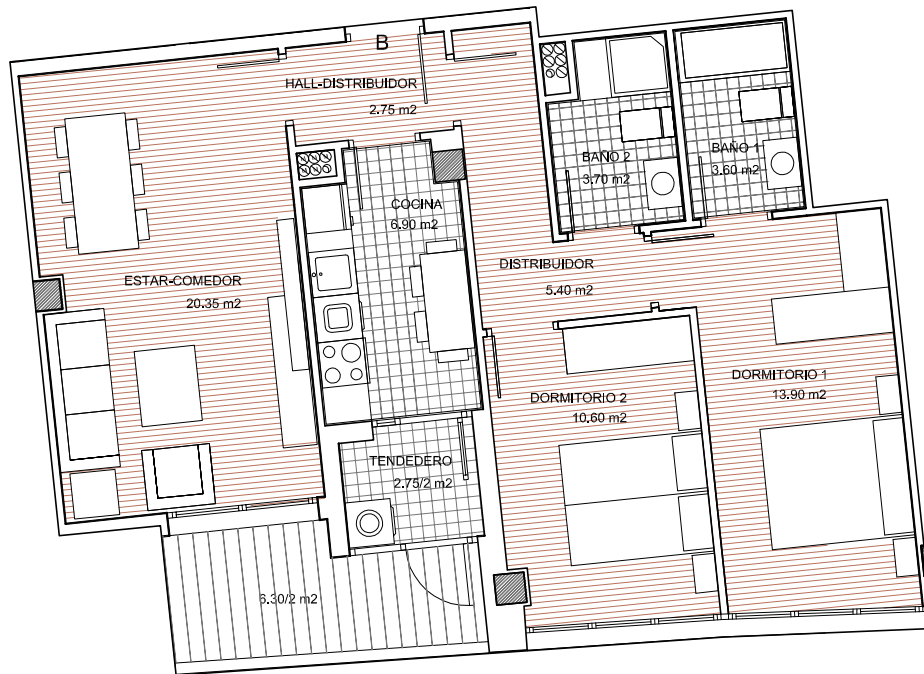 B
HALL-DISTRIBUIDOR
2.75 m2
BAÑO 2
3.70 m2
BAÑO 1
3.60 m2
COCINA
6.90 m2
ESTAR-COMEDOR
20.35 m2
DISTRIBUIDOR
5.40 m2
DORMITORIO 2
10.60 m2
DORMITORIO 1
13.90 m2
TENDEDERO
2.75/2 m2
6.30/2 m2